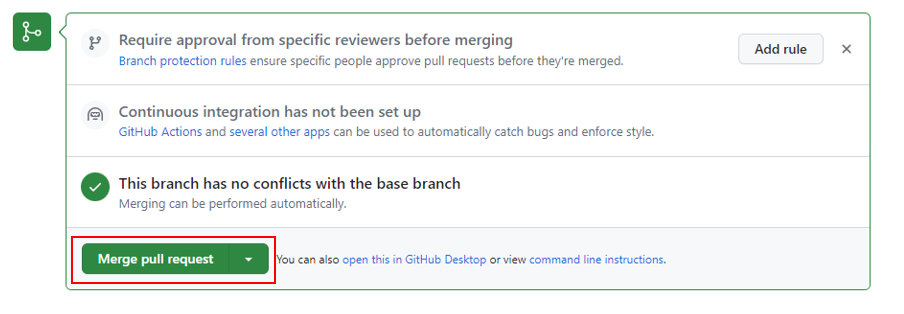 Require approval from specific reviewers before merging
Branch protection rules ensure specific people approve pull requests before they're merged.
Add rule
Continuous integration has not been set up
GitHub Actions and several other apps can be used to automatically catch bugs and enforce style.
This branch has no conflicts with the base branch
Merging can be performed automatically.
Merge pull request
You can also open this in GitHub Desktop or view command line instructions.